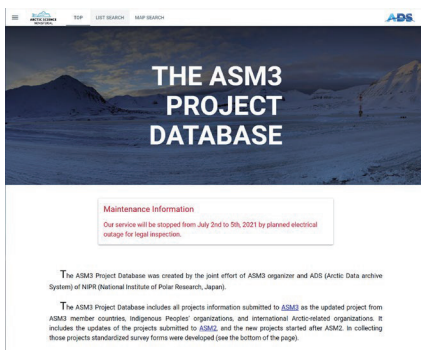 ARCTIC SCIENCE
MINISTERIAL
TOP LIST SEARCH MAP SEARCH
ADS
THE ASM3
PROJECT
DATABASE
Maintenance Information
Our service will be stopped from July 2nd to 5th, 2021 by planned electrical
outage for legal inspection.
The ASM3 Project Database was created by the joint effort of ASM3 organizer and ADS (Arctic Data archive
System) of NIPR (National Institute of Polar Research, Japan).
The ASM3 Project Database includes all projects information submitted to ASM3 as the updated project from
ASM3 member countries, Indigenous Peoples' organizations, and international Arctic-related organizations. It
includes the updates of the projects submitted to ASM2, and the new projects started after ASM2. In collecting
those projects standardized survey forms were developed (see the bottom of the page).